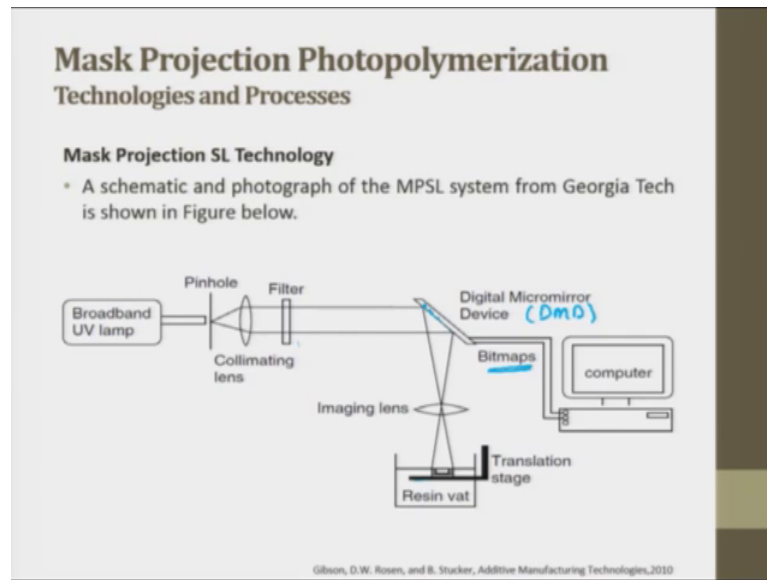 Mask Projection Photopolymerization
Technologies and Processes
Mask Projection SL Technology
• A schematic and photograph of the MPSL system from Georgia Tech
is shown in Figure below.
Pinhole
Filter
Broadband
UV lamp
Collimating
lens
Digital Micromirror
Device (DMD)
Bitmaps
computer
Imaging lens
Translation
stage
Resin vat
Gibson, D.W. Rosen, and B. Stucker, Additive Manufacturing Technologies,2010